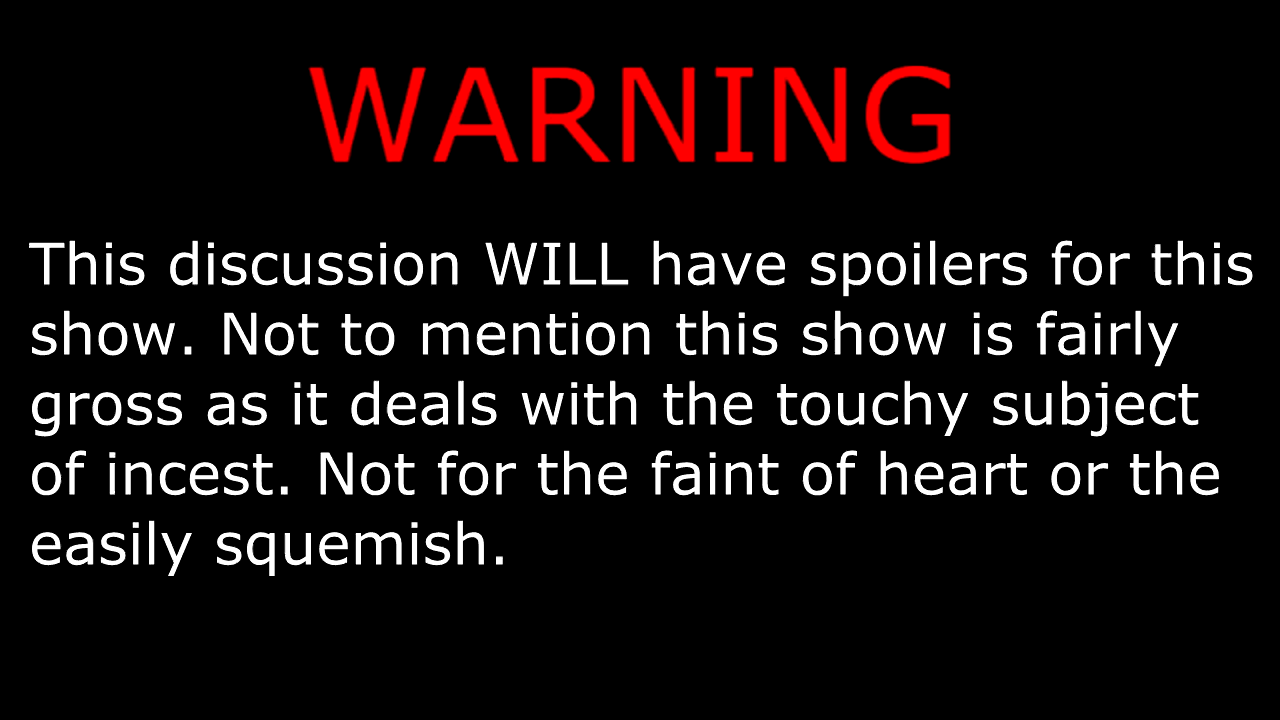 WARNING
This discussion WILL have spoilers for this
show. Not to mention this show is fairly
gross as it deals with the touchy subject
of incest. Not for the faint of heart or the
easily squemish.